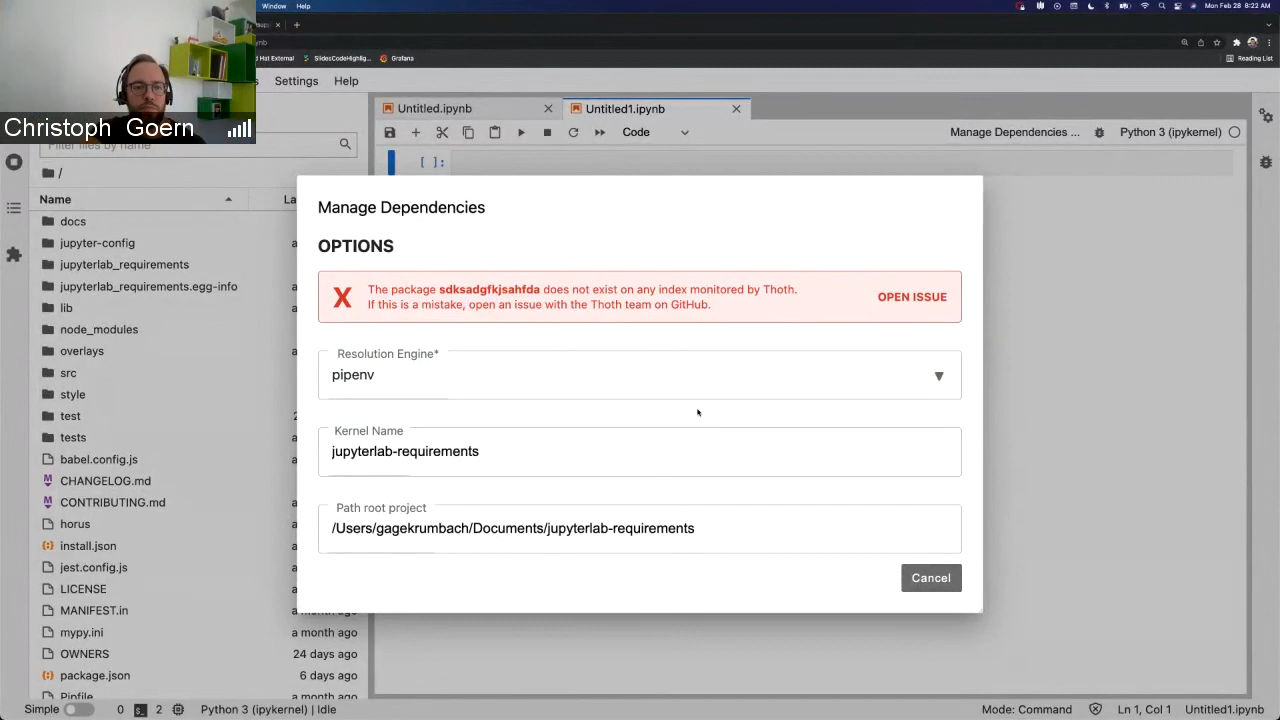 Window Help
Mon Feb 28 8:22 AM
d Hat External SlidesCodeHighlig... Grafana
Reading List
Settings Help
Christoph Goern
Filter files by name
/
Name
docs
jupyter-config
jupyterlab_requirements
jupyterlab_requirements.egg-info
lib
node_modules
overlays
src
style
test
tests
babel.config.js
CHANGELOG.md
CONTRIBUTING.md
horus
install.json
jest.config.js
LICENSE
MANIFEST.in
mypy.ini a month ago
OWNERS 24 days ago
package.json 6 days ago
Pipfile a month ago
Untitled.ipynb
Untitled1.ipynb
Code
Manage Dependencies ...
Python 3 (ipykernel)
[ ]:
Manage Dependencies
OPTIONS
X
The package sdksadgfkjsahfda does not exist on any index monitored by Thoth.
If this is a mistake, open an issue with the Thoth team on GitHub.
OPEN ISSUE
Resolution Engine*
pipenv
Kernel Name
jupyterlab-requirements
Path root project
/Users/gagekrumbach/Documents/jupyterlab-requirements
Cancel
Simple 0 2 Python 3 (ipykernel) | Idle
Mode: Command Ln 1, Col 1 Untitled1.ipynb